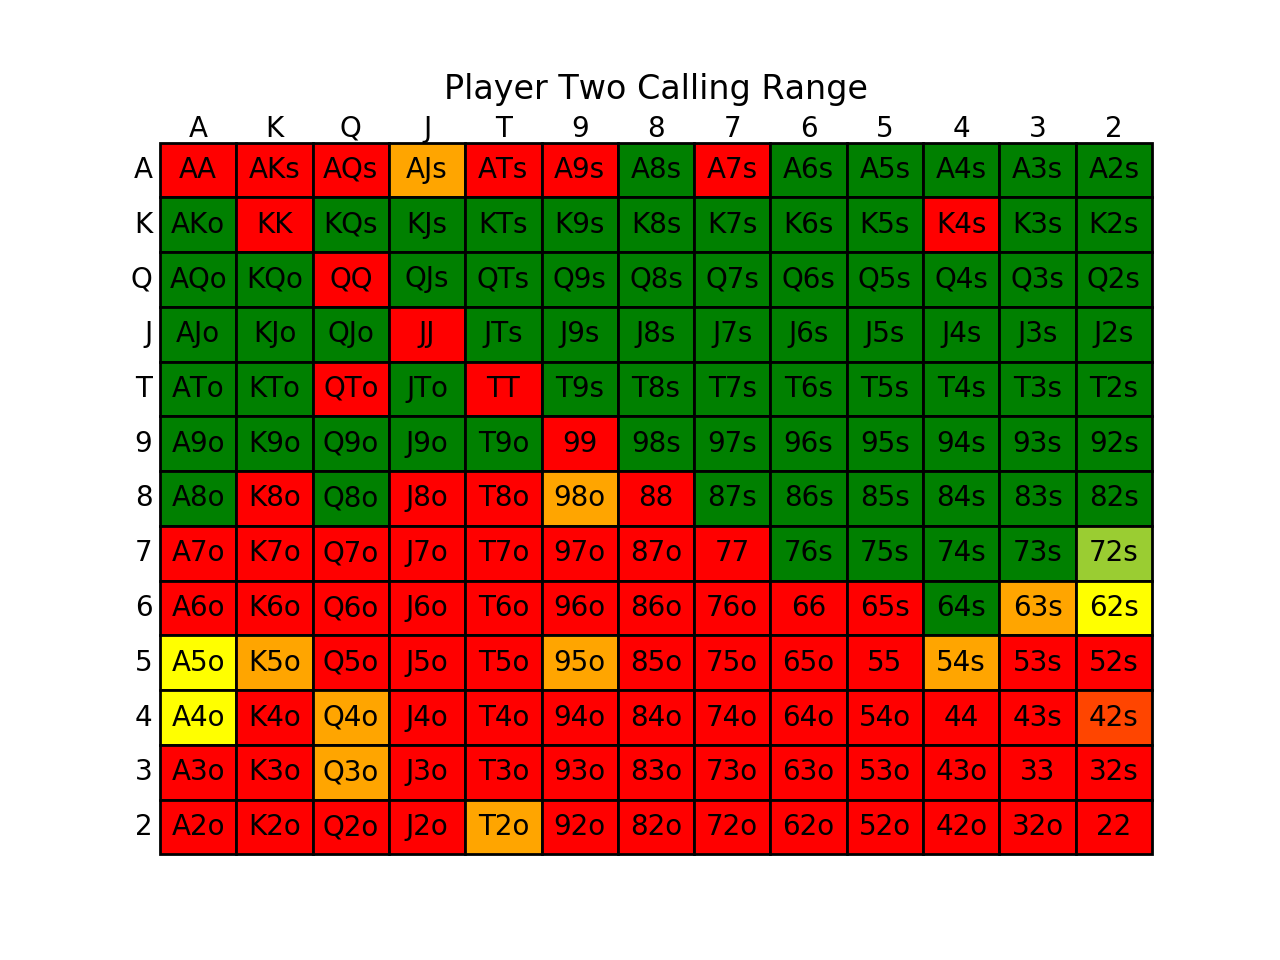 Player Two Calling Range
A K Q J T 9 8 7 6 5 4 3 2
A AA AKs AQs AJs ATs A9s A8s A7s A6s A5s A4s A3s A2s
K AKo KK KQs KJs KTs K9s K8s K7s K6s K5s K4s K3s K2s
Q AQo KQo QQ QJs QTs Q9s Q8s Q7s Q6s Q5s Q4s Q3s Q2s
J AJo KJo QJo JJ JTs J9s J8s J7s J6s J5s J4s J3s J2s
T ATo KTo QTo JTo TT T9s T8s T7s T6s T5s T4s T3s T2s
9 A9o K9o Q9o J9o T9o 99 98s 97s 96s 95s 94s 93s 92s
8 A8o K8o Q8o J8o T8o 98o 88 87s 86s 85s 84s 83s 82s
7 A7o K7o Q7o J7o T7o 97o 87o 77 76s 75s 74s 73s 72s
6 A6o K6o Q6o J6o T6o 96o 86o 76o 66 65s 64s 63s 62s
5 A5o K5o Q5o J5o T5o 95o 85o 75o 65o 55 54s 53s 52s
4 A4o K4o Q4o J4o T4o 94o 84o 74o 64o 54o 44 43s 42s
3 A3o K3o Q3o J3o T3o 93o 83o 73o 63o 53o 43o 33 32s
2 A2o K2o Q2o J2o T2o 92o 82o 72o 62o 52o 42o 32o 22